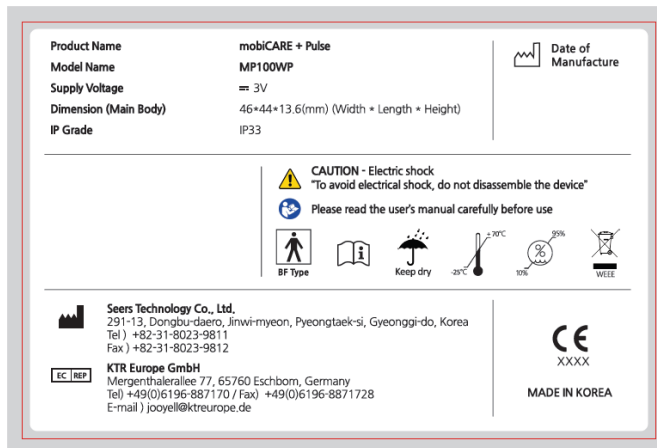 Product Name mobiCARE + Pulse
Model Name MP100WP
Supply Voltage 3V
Dimension (Main Body) 46*44*13.6(mm) (Width * Length * Height)
IP Grade IP33
Date of
Manufacture
CAUTION - Electric shock
"To avoid electrical shock, do not disassemble the device"
Please read the user's manual carefully before use
BF Type
i
Keep dry
-25℃
+70℃
10%
%
95%
WEEE
Seers Technology Co., Ltd.
291-13, Dongbu-daero, Jinwi-myeon, Pyeongtaek-si, Gyeonggi-do, Korea
Tel ) +82-31-8023-9811
Fax ) +82-31-8023-9812
EC REP
KTR Europe GmbH
Mergenthalerallee 77, 65760 Eschborn, Germany
Tel) +49(0)6196-887170 / Fax) +49(0)6196-8871728
E-mail ) jooyell@ktreurope.de
CE
XXXX
MADE IN KOREA